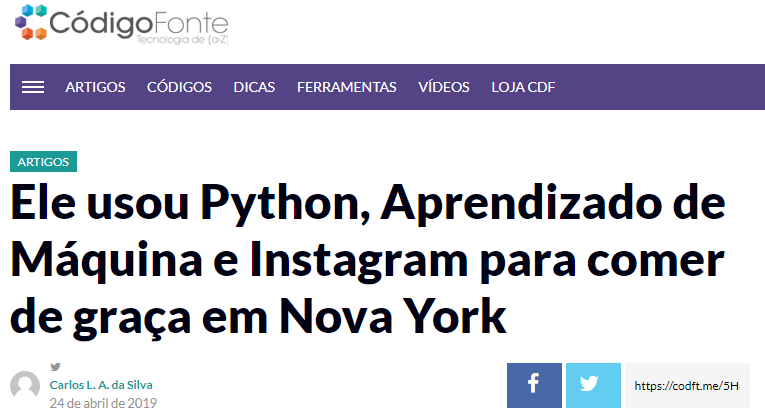 CódigoFonte
Tecnologia de {a-Z}
ARTIGOS CÓDIGOS DICAS FERRAMENTAS VÍDEOS LOJA CDF
ARTIGOS
Ele usou Python, Aprendizado de
Máquina e Instagram para comer
de graça em Nova York
Carlos L. A. da Silva
24 de abril de 2019
https://codft.me/5H